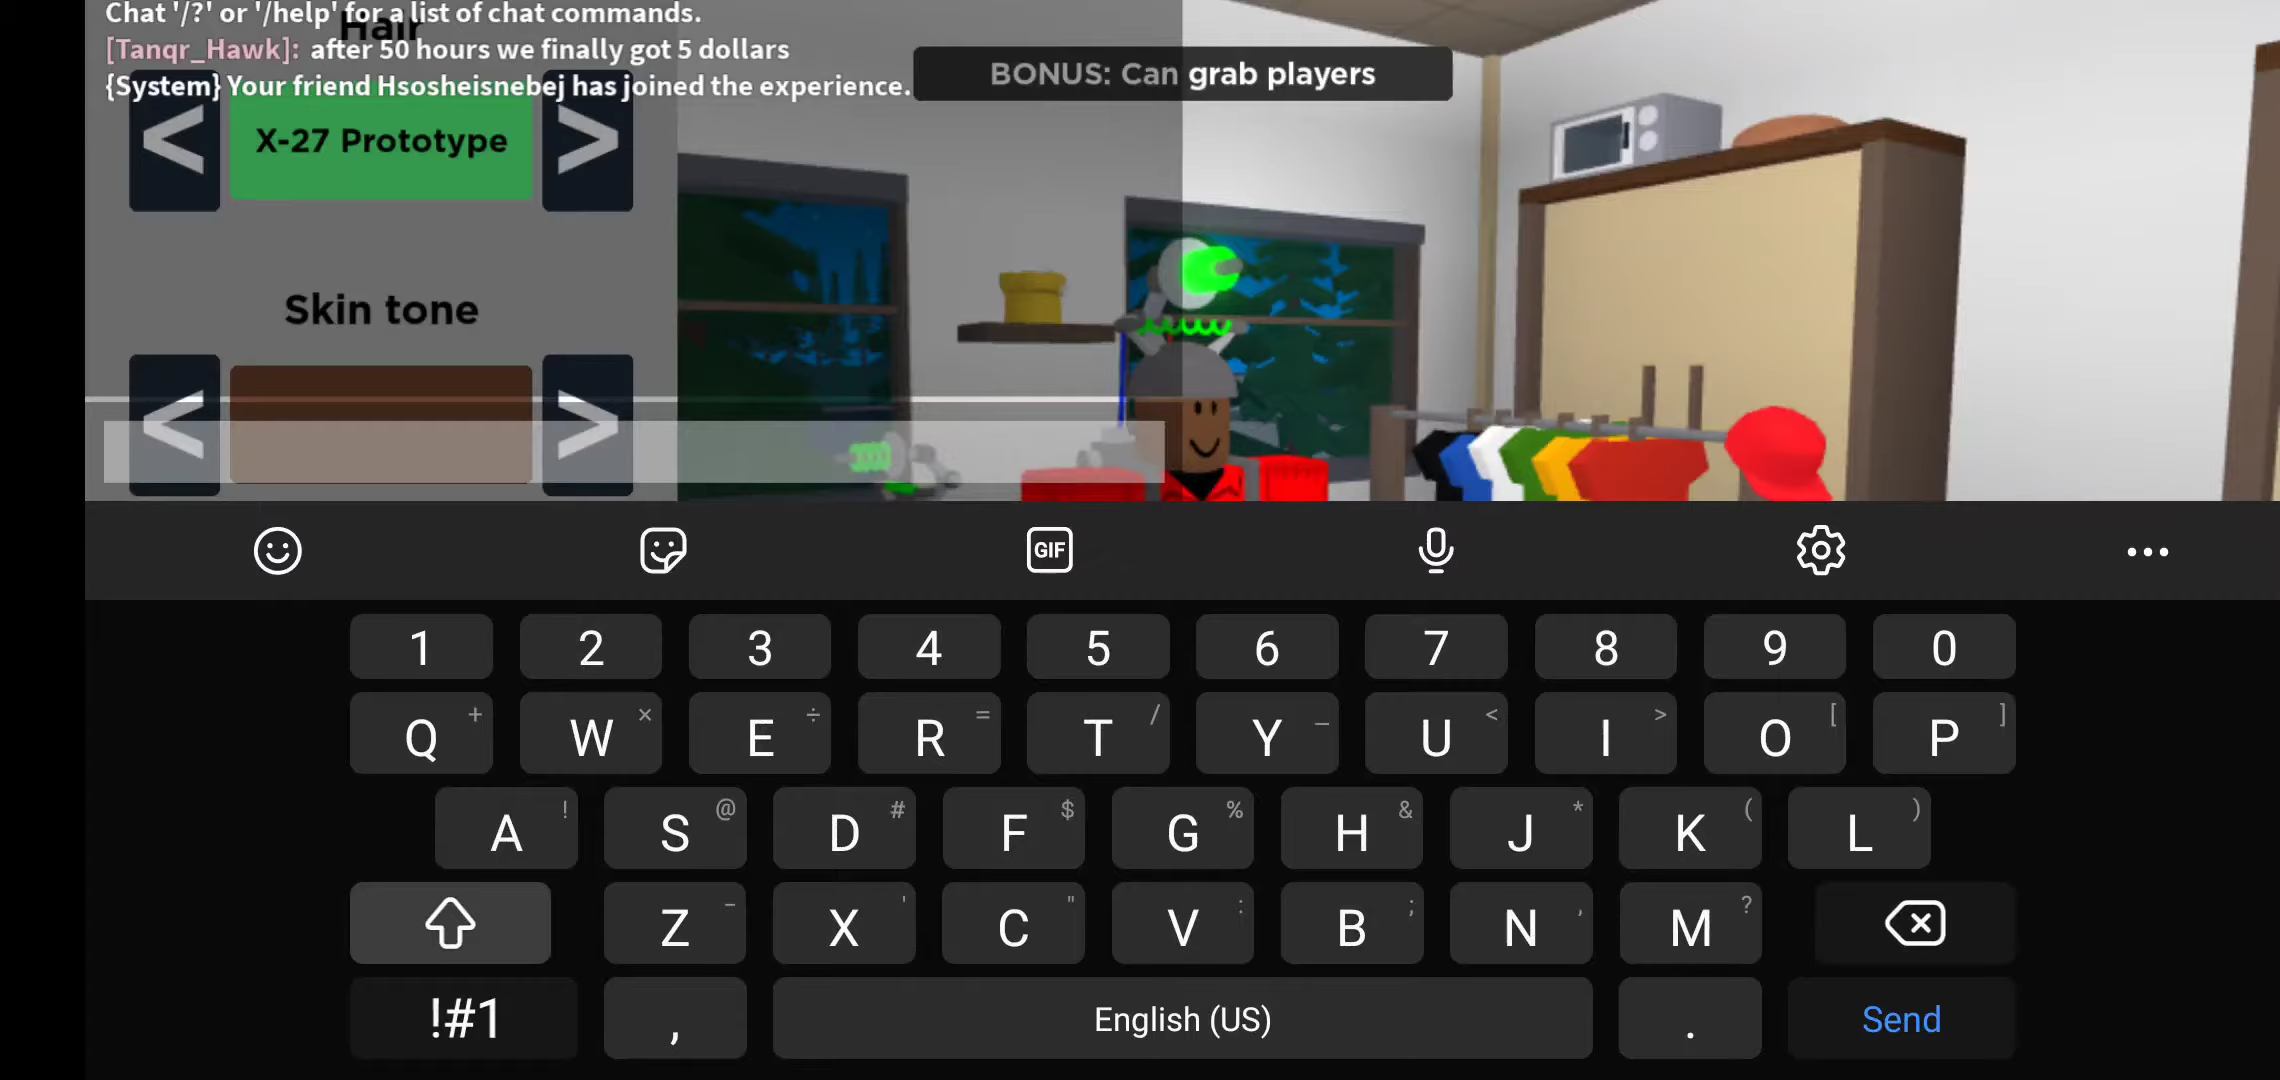 Chat '/?' or '/help' for a list of chat commands.
Hair
[Tanqr_Hawk]: after 50 hours we finally got 5 dollars
{System} Your friend Hsosheisnebej has joined the experience.
BONUS: Can grab players
< X-27 Prototype >
Skin tone
< >
GIF
1 2 3 4 5 6 7 8 9 0
Q + W × E ÷ R = T / Y _ U < I > O [ P ]
A ! S @ D # F $ G % H & J * K ( L )
Z - X ' C " V : B ; N , M ?
!#1 , English (US) . Send